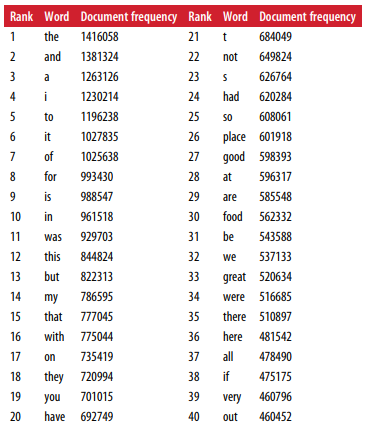 Rank Word Document frequency Rank Word Document frequency
1 the 1416058 21 t 684049
2 and 1381324 22 not 649824
3 a 1263126 23 s 626764
4 i 1230214 24 had 620284
5 to 1196238 25 so 608061
6 it 1027835 26 place 601918
7 of 1025638 27 good 598393
8 for 993430 28 at 596317
9 is 988547 29 are 585548
10 in 961518 30 food 562332
11 was 929703 31 be 543588
12 this 844824 32 we 537133
13 but 822313 33 great 520634
14 my 786595 34 were 516685
15 that 777045 35 there 510897
16 with 775044 36 here 481542
17 on 735419 37 all 478490
18 they 720994 38 if 475175
19 you 701015 39 very 460796
20 have 692749 40 out 460452